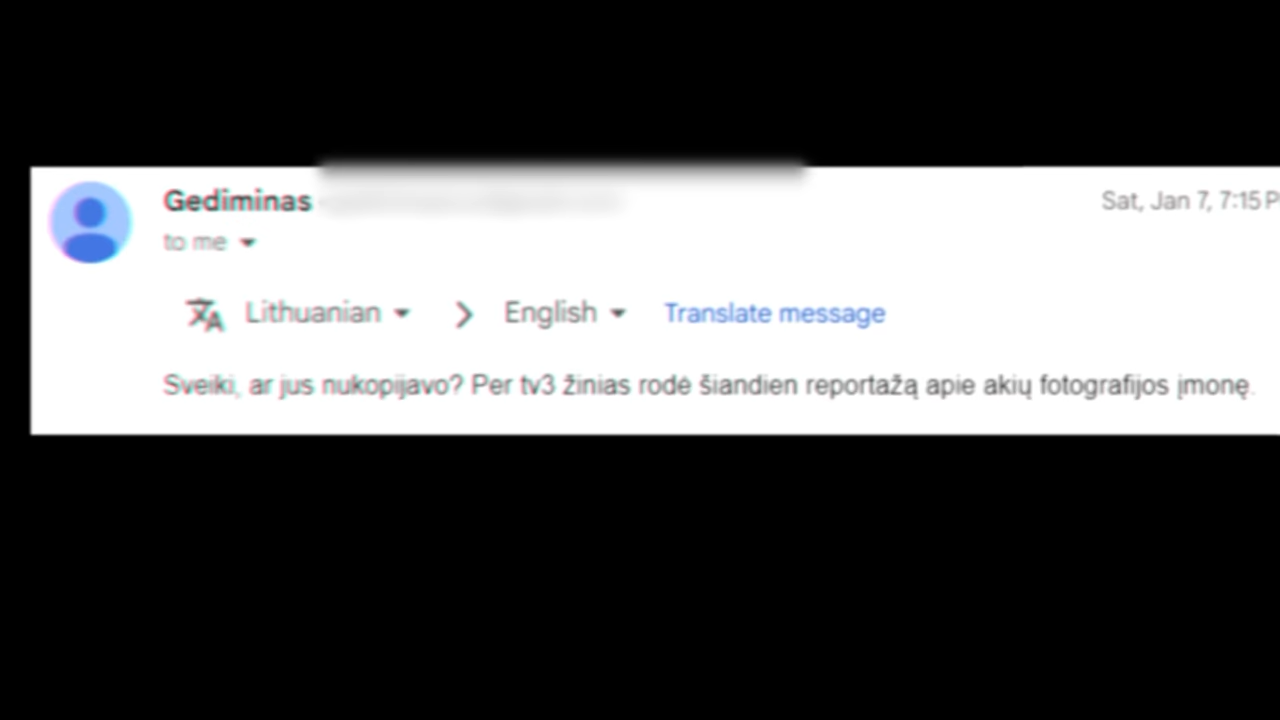 Gediminas
Sat, Jan 7, 7:15 P
to me
Lithuanian > English Translate message
Sveiki, ar jus nukopijavo? Per tv3 žinias rodė šiandien reportažą apie akių fotografijos įmonę.